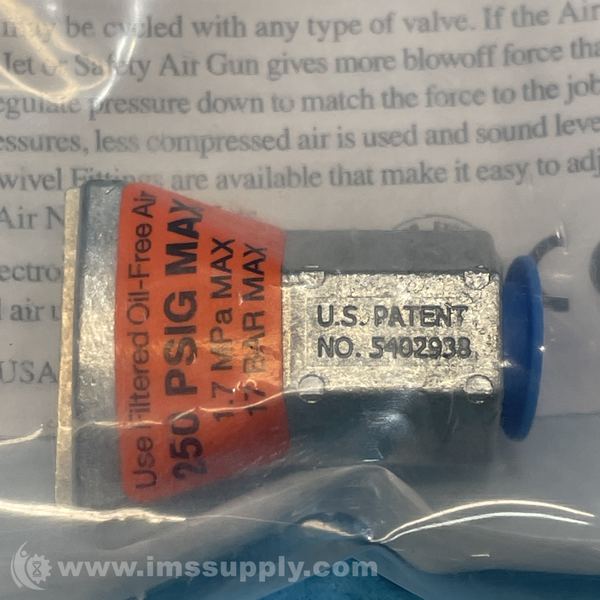 may be cycled with any type of valve. If the Air
Jet or Safety Air Gun gives more blowoff force tha
egulate pressure down to match the force to the job
essures, less compressed air is used and sound leve
wivel Fittings are available that make it easy to adj
Air N
ectro
l air u
USA
Use Filtered Oil-Free Air
250 PSIG MAX
1.7 MPa MAX
17 BAR MAX
U.S. PATENT
NO. 5402938
www.imssupply.com